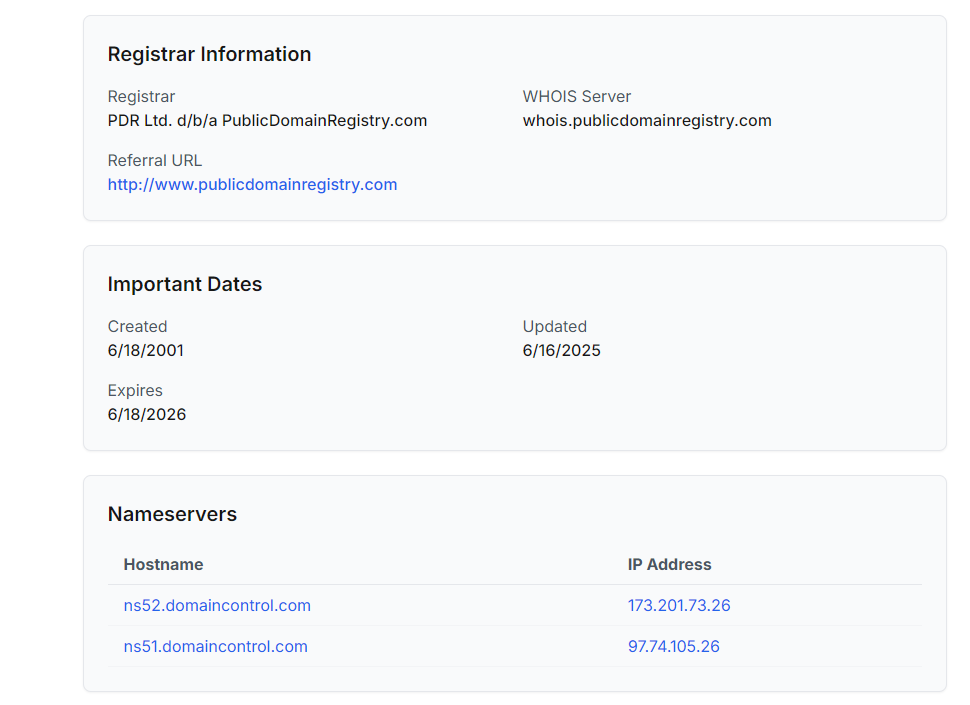 Registrar Information
Registrar
WHOIS Server
PDR Ltd. d/b/a PublicDomainRegistry.com
whois.publicdomainregistry.com
Referral URL
http://www.publicdomainregistry.com
Important Dates
Created
Updated
6/18/2001
6/16/2025
Expires
6/18/2026
Nameservers
Hostname
IP Address
ns52.domaincontrol.com
173.201.73.26
ns51.domaincontrol.com
97.74.105.26